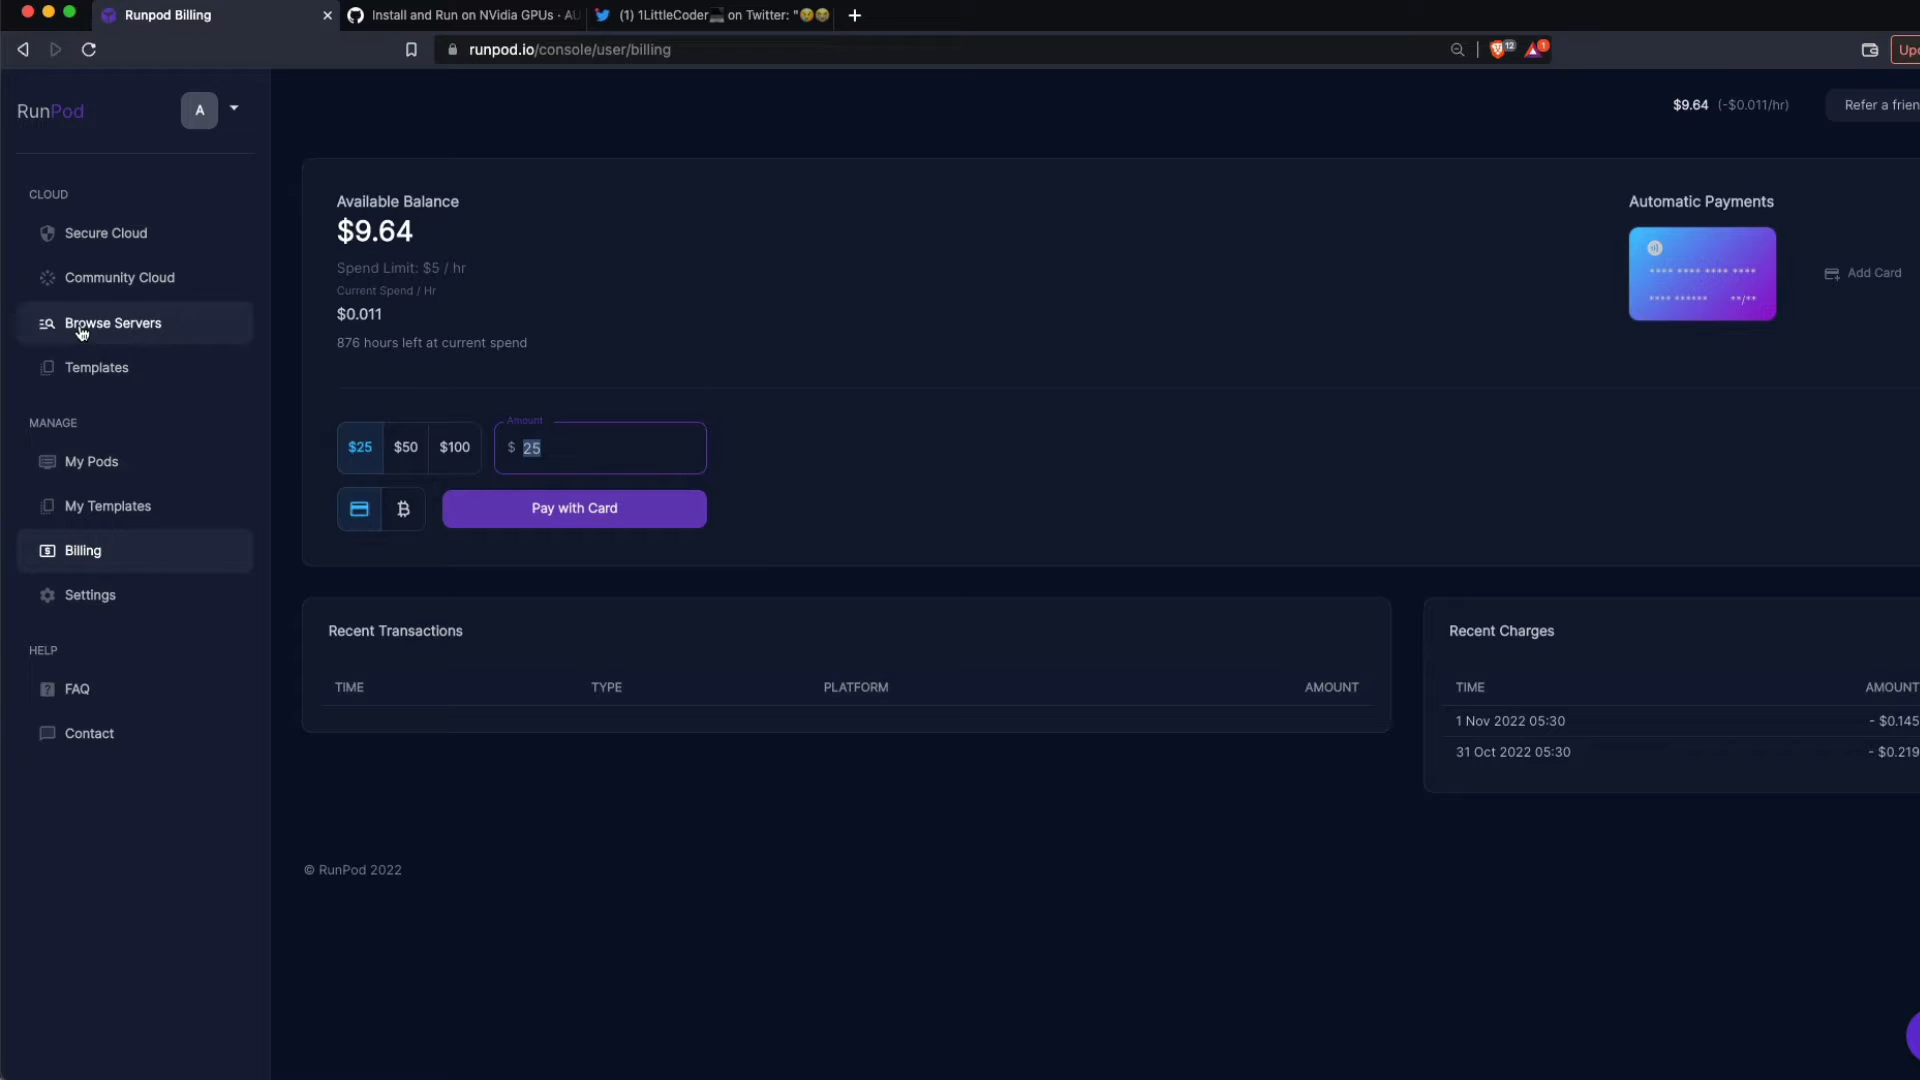 Runpod Billing
Install and Run on NVidia GPUs · AU
(1) 1LittleCoder💻 on Twitter: "😢😭
runpod.io/console/user/billing
12
1
Upd
RunPod
A
$9.64 (-$0.011/hr)
Refer a frien
CLOUD
Secure Cloud
Community Cloud
Browse Servers
Templates
MANAGE
My Pods
My Templates
Billing
Settings
HELP
FAQ
Contact
Available Balance
$9.64
Spend Limit: $5 / hr
Current Spend / Hr
$0.011
876 hours left at current spend
Automatic Payments
**** **** **** ****
**** ****** **/**
Add Card
$25 $50 $100
Amount
$ 25
Pay with Card
Recent Transactions
TIME TYPE PLATFORM AMOUNT
Recent Charges
TIME AMOUNT
1 Nov 2022 05:30 - $0.145
31 Oct 2022 05:30 - $0.219
© RunPod 2022